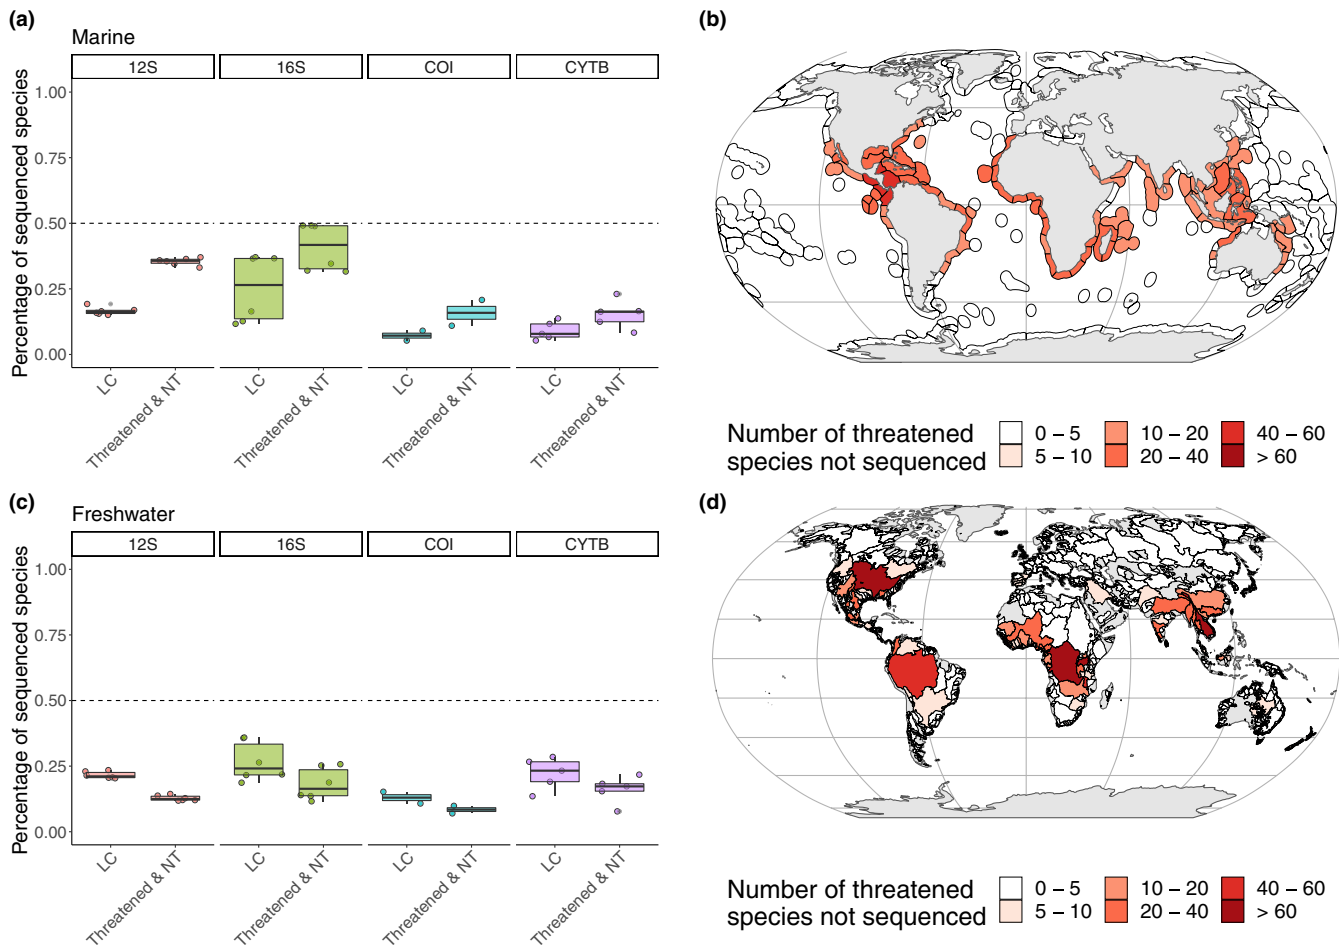 (a)
Marine
12S 16S COI CYTB
Percentage of sequenced species
1.00
0.75
0.50
0.25
0.00
LC Threatened & NT LC Threatened & NT LC Threatened & NT LC Threatened & NT
(b)
Number of threatened
species not sequenced
0 – 5 10 – 20 40 – 60
5 – 10 20 – 40 > 60
(c)
Freshwater
12S 16S COI CYTB
Percentage of sequenced species
1.00
0.75
0.50
0.25
0.00
LC Threatened & NT LC Threatened & NT LC Threatened & NT LC Threatened & NT
(d)
Number of threatened
species not sequenced
0 – 5 10 – 20 40 – 60
5 – 10 20 – 40 > 60